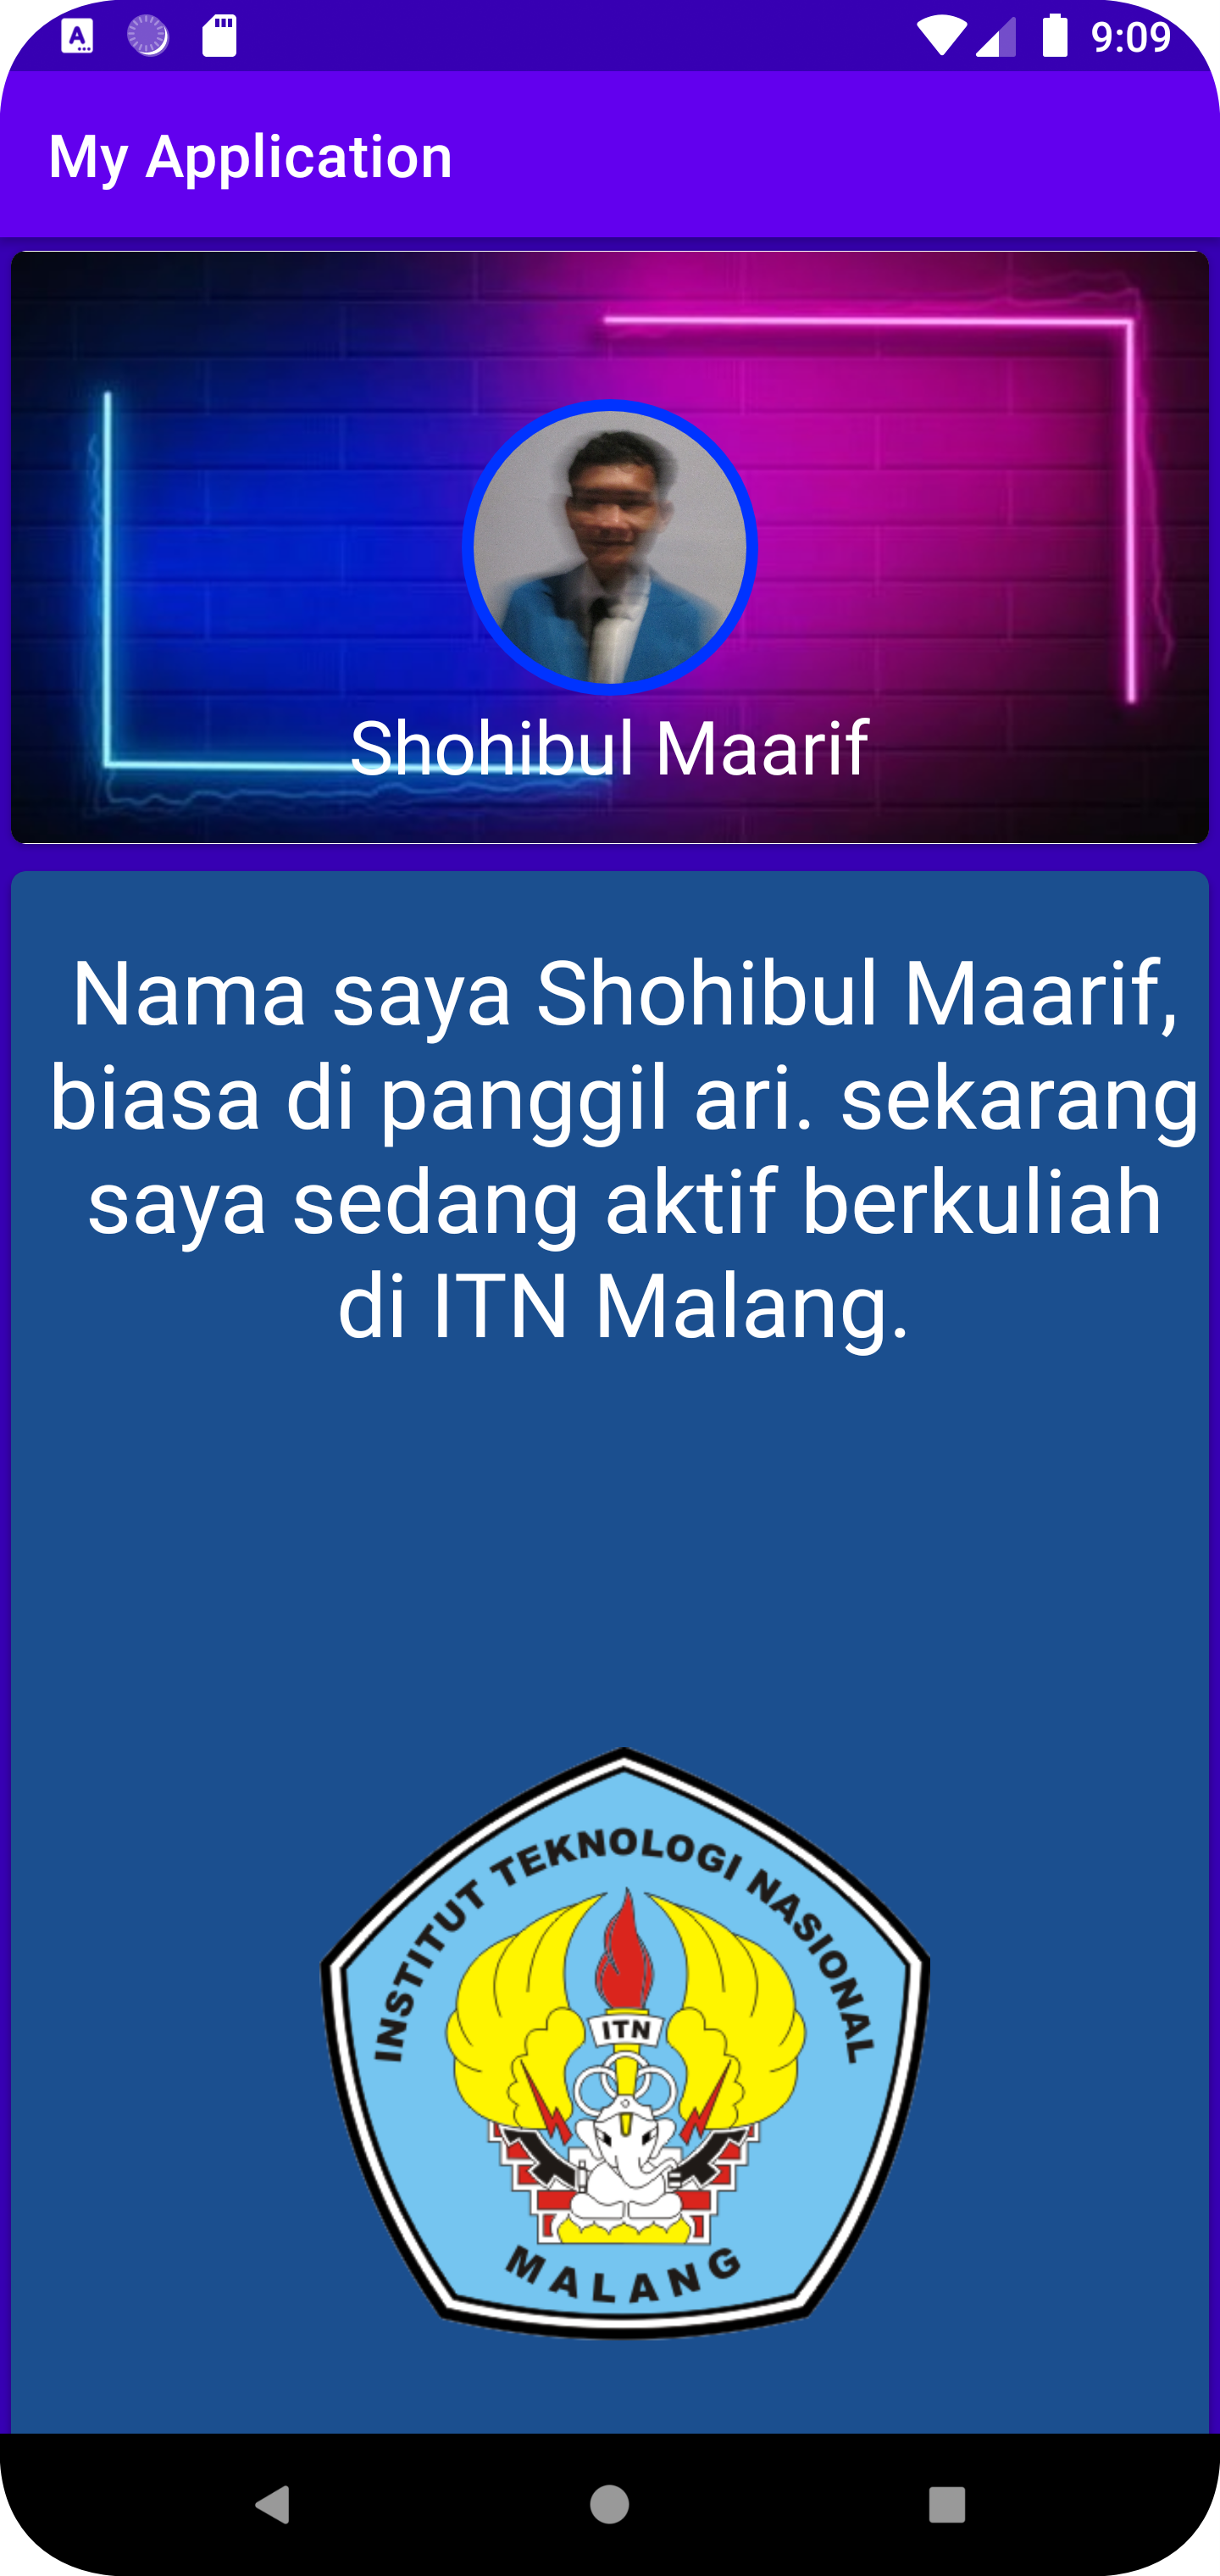 9:09
My Application
Shohibul Maarif
Nama saya Shohibul Maarif,
biasa di panggil ari. sekarang
saya sedang aktif berkuliah
di ITN Malang.
INSTITUT TEKNOLOGI NASIONAL
ITN
MALANG